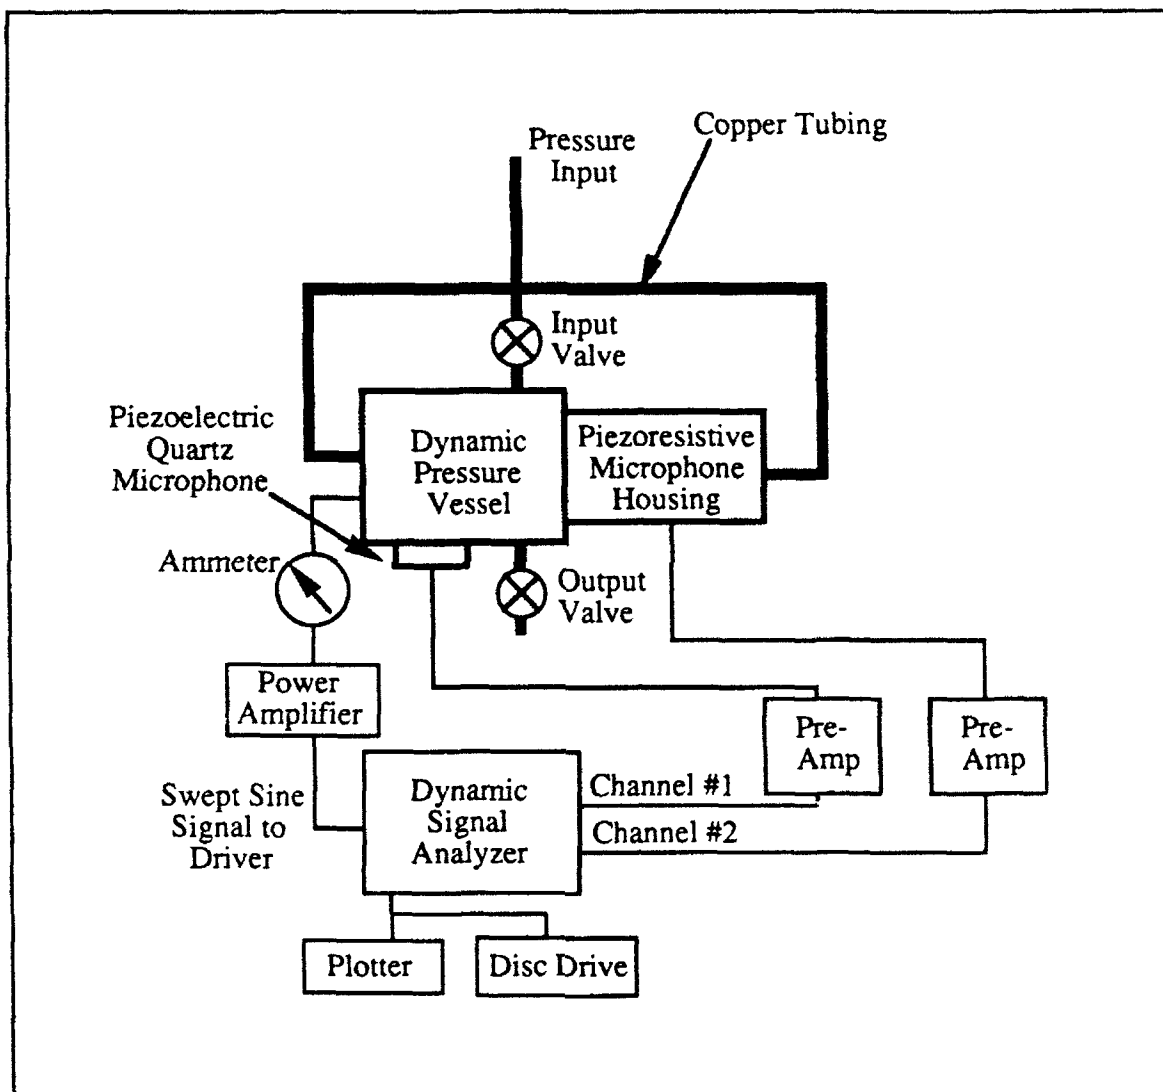 Copper Tubing
Pressure
Input
Input
Valve
Piezoelectric
Quartz
Microphone
Dynamic
Pressure
Vessel
Piezoresistive
Microphone
Housing
Ammeter
Output
Valve
Power
Amplifier
Pre-
Amp
Pre-
Amp
Swept Sine
Signal to
Driver
Dynamic
Signal
Analyzer
Channel #1
Channel #2
Plotter
Disc Drive